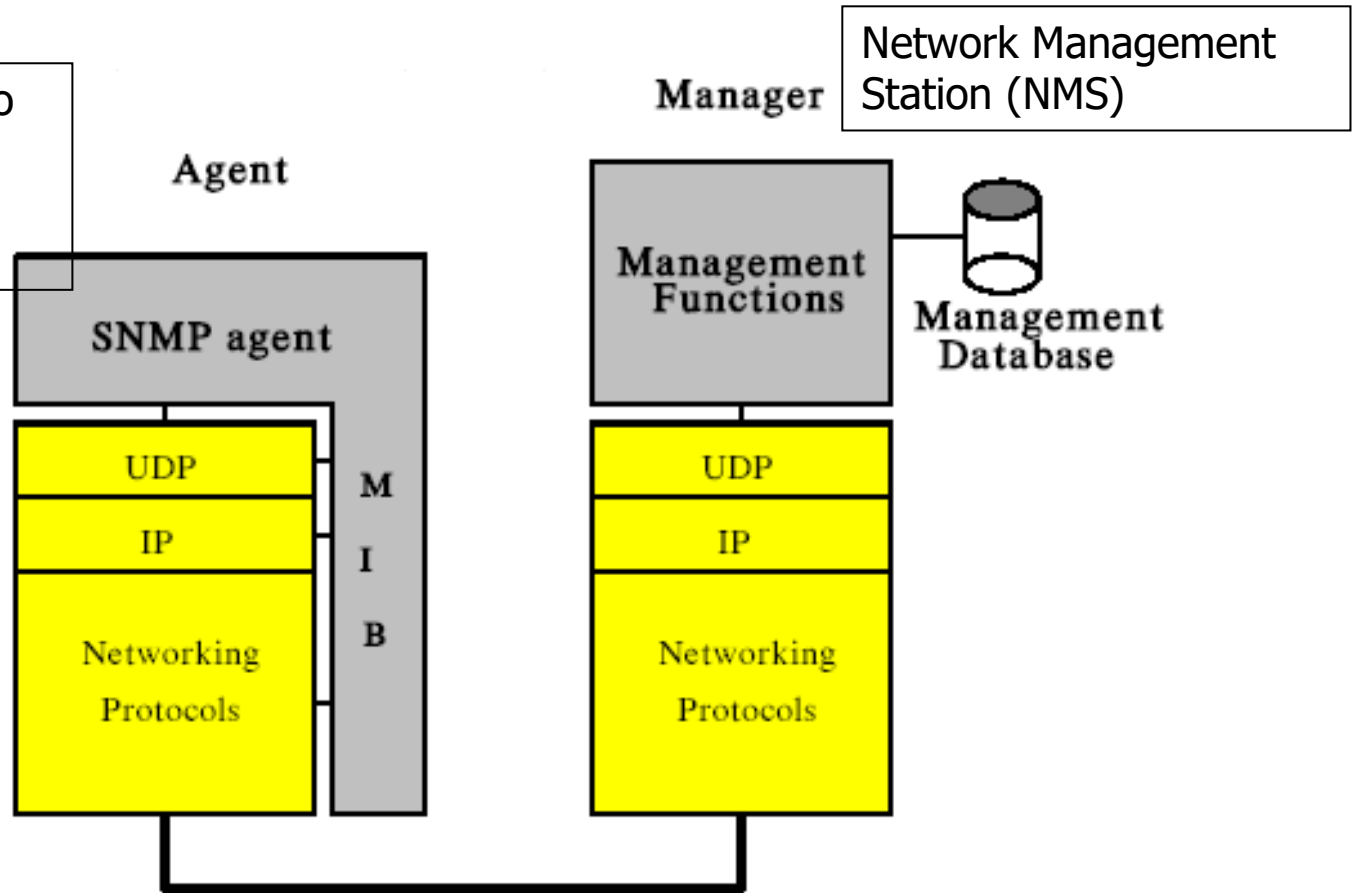 Network Management
Station (NMS)
Manager
Agent
SNMP agent
UDP
IP
Networking
Protocols
M
I
B
Management
Functions
Management
Database
UDP
IP
Networking
Protocols